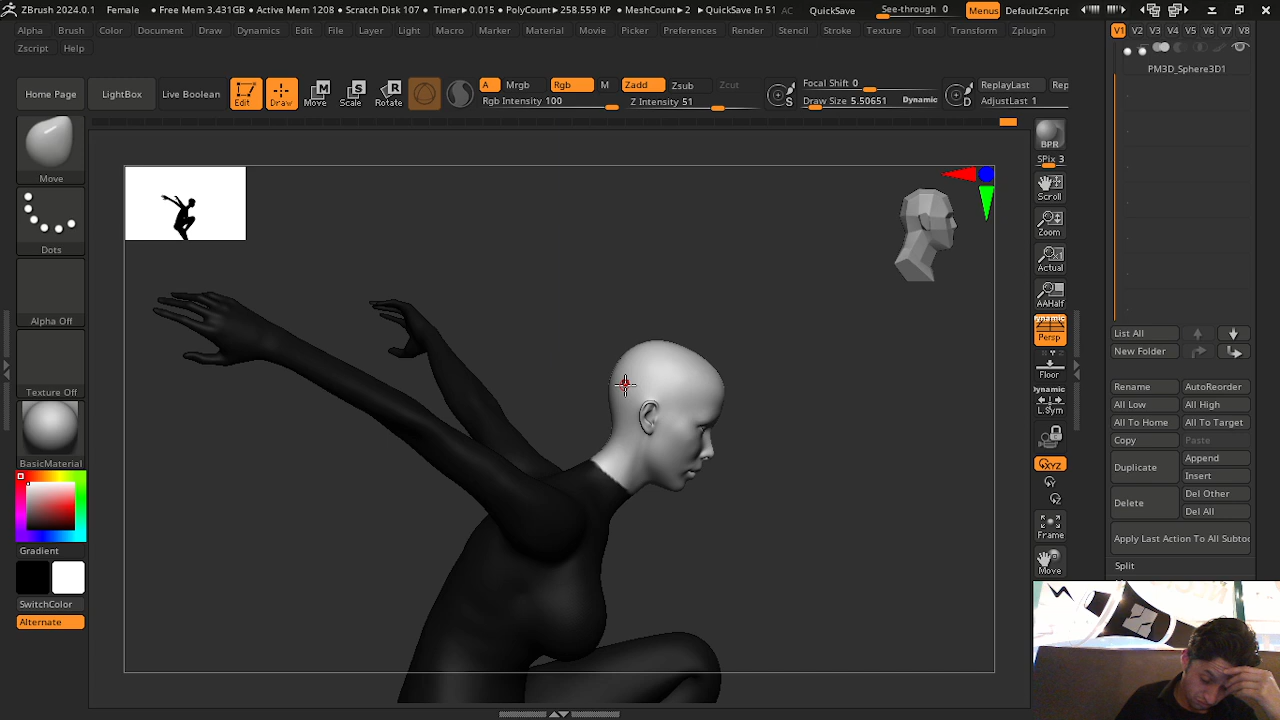 ZBrush 2024.0.1 Female • Free Mem 3.431GB • Active Mem 1208 • Scratch Disk 107 • Timer▸0.015 • PolyCount▸258.559 KP • MeshCount▸2 • QuickSave In 51 AC QuickSave See-through 0 Menus DefaultZScript
Alpha Brush Color Document Draw Dynamics Edit File Layer Light Macro Marker Material Movie Picker Preferences Render Stencil Stroke Texture Tool Transform Zplugin
Zscript Help
V1 V2 V3 V4 V5 V6 V7 V8
PM3D_Sphere3D1
Home Page LightBox Live Boolean Edit Draw Move Scale Rotate
A Mrgb Rgb M Zadd Zsub Zcut
Rgb Intensity 100 Z Intensity 51
S Focal Shift 0
Draw Size 5.50651 Dynamic
D ReplayLast Rep
AdjustLast 1
Move
Dots
Alpha Off
Texture Off
BasicMaterial
Gradient
SwitchColor
Alternate
BPR
SPix 3
Scroll
Zoom
Actual
AAHalf
Dynamic
Persp
Floor
Dynamic
L.Sym
XYZ
Y
Z
Frame
Move
List All
New Folder
Rename AutoReorder
All Low All High
All To Home All To Target
Copy Paste
Duplicate Append
Insert
Delete Del Other
Del All
Apply Last Action To All Subtoo
Split